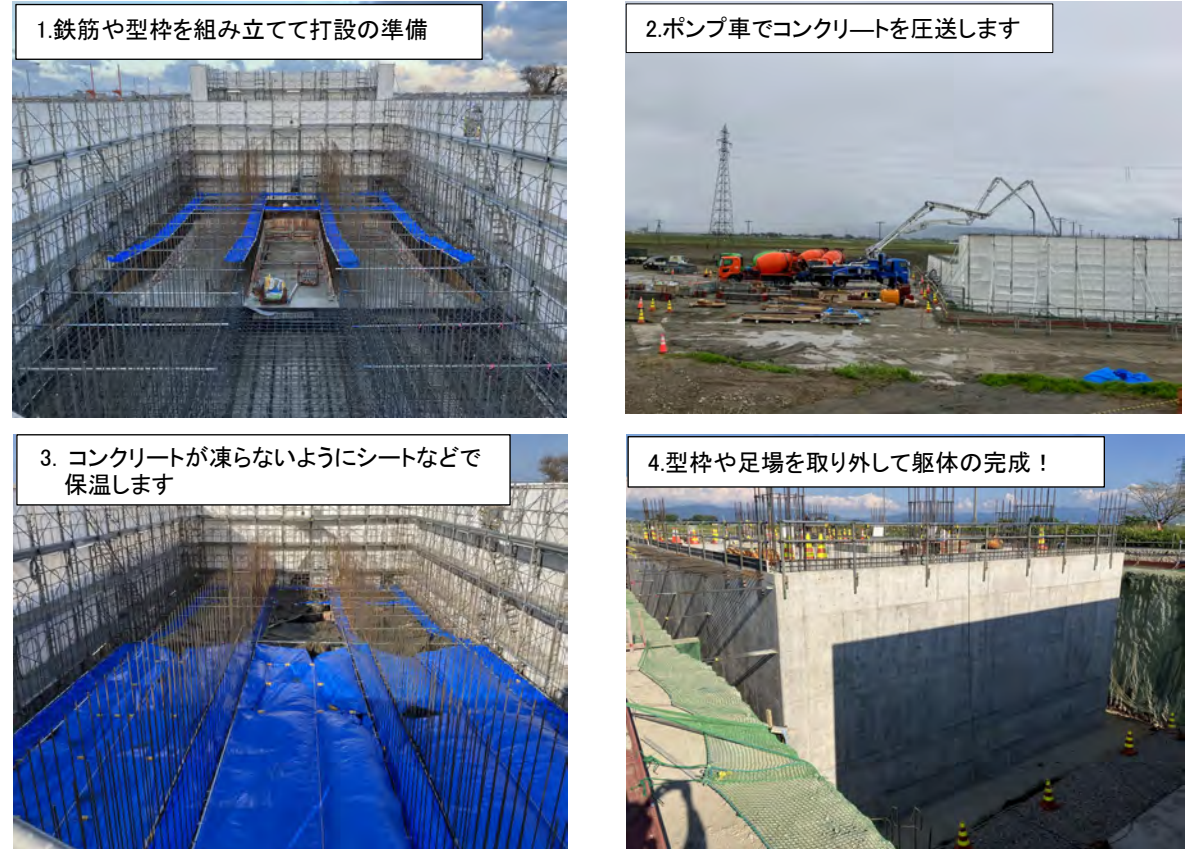 1.鉄筋や型枠を組み立てて打設の準備
2.ポンプ車でコンクリ―トを圧送します
3. コンクリートが凍らないようにシートなどで
保温します
4.型枠や足場を取り外して躯体の完成！